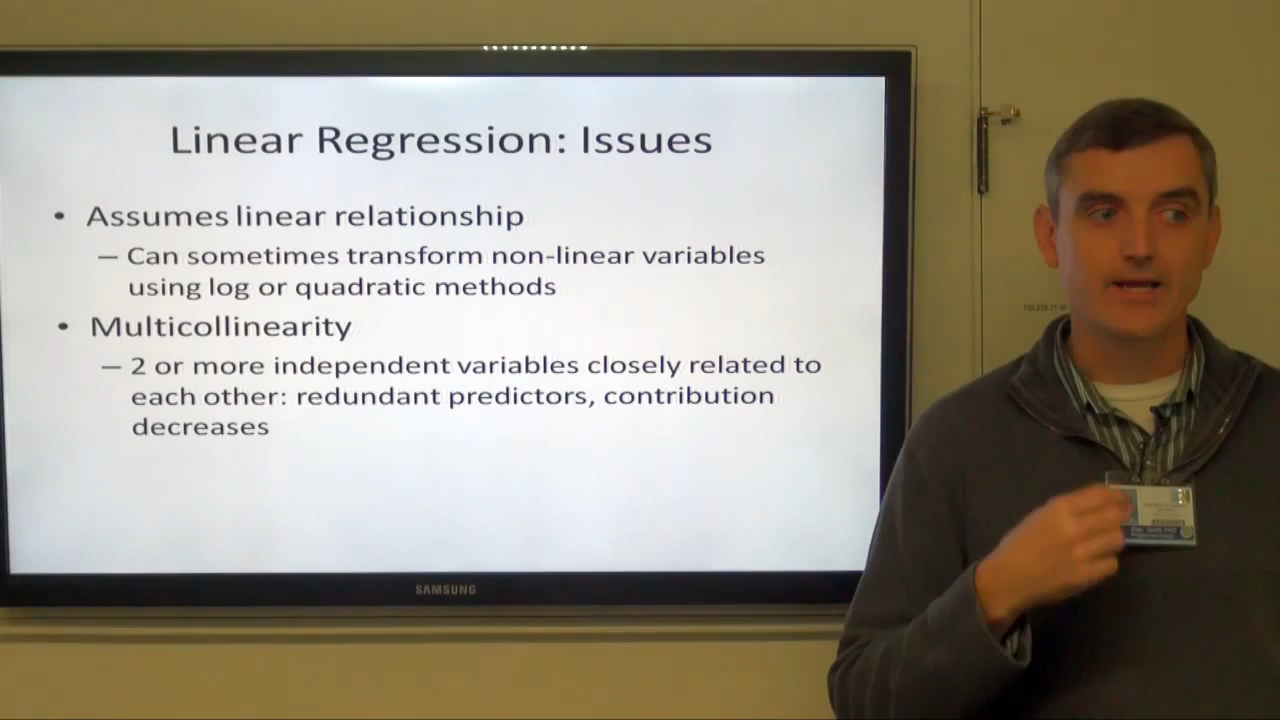 Linear Regression: Issues
• Assumes linear relationship
– Can sometimes transform non-linear variables
using log or quadratic methods
• Multicollinearity
– 2 or more independent variables closely related to
each other: redundant predictors, contribution
decreases
SAMSUNG